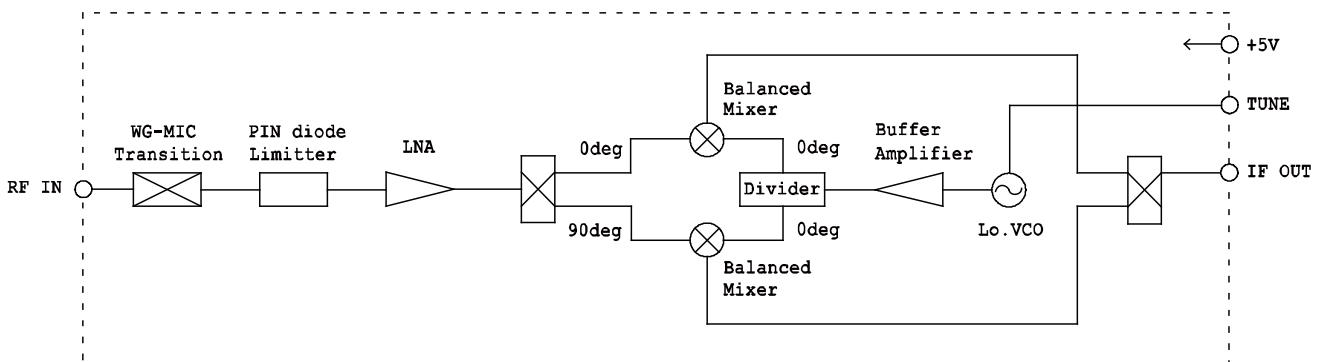 +5V
Balanced
Mixer
TUNE
WG-MIC
Transition
PIN diode
Limitter
LNA
0deg
0deg
Buffer
Amplifier
RF IN
Divider
IF OUT
90deg
0deg
Lo.VCO
Balanced
Mixer